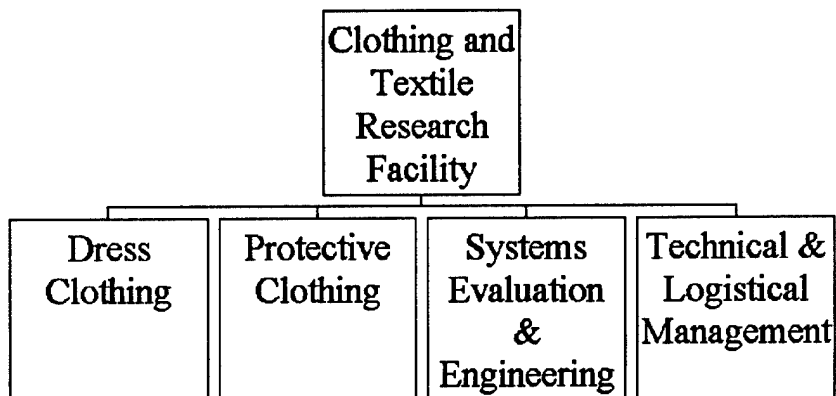 Clothing and
Textile
Research
Facility
Dress
Clothing
Protective
Clothing
Systems
Evaluation
&
Engineering
Technical &
Logistical
Management